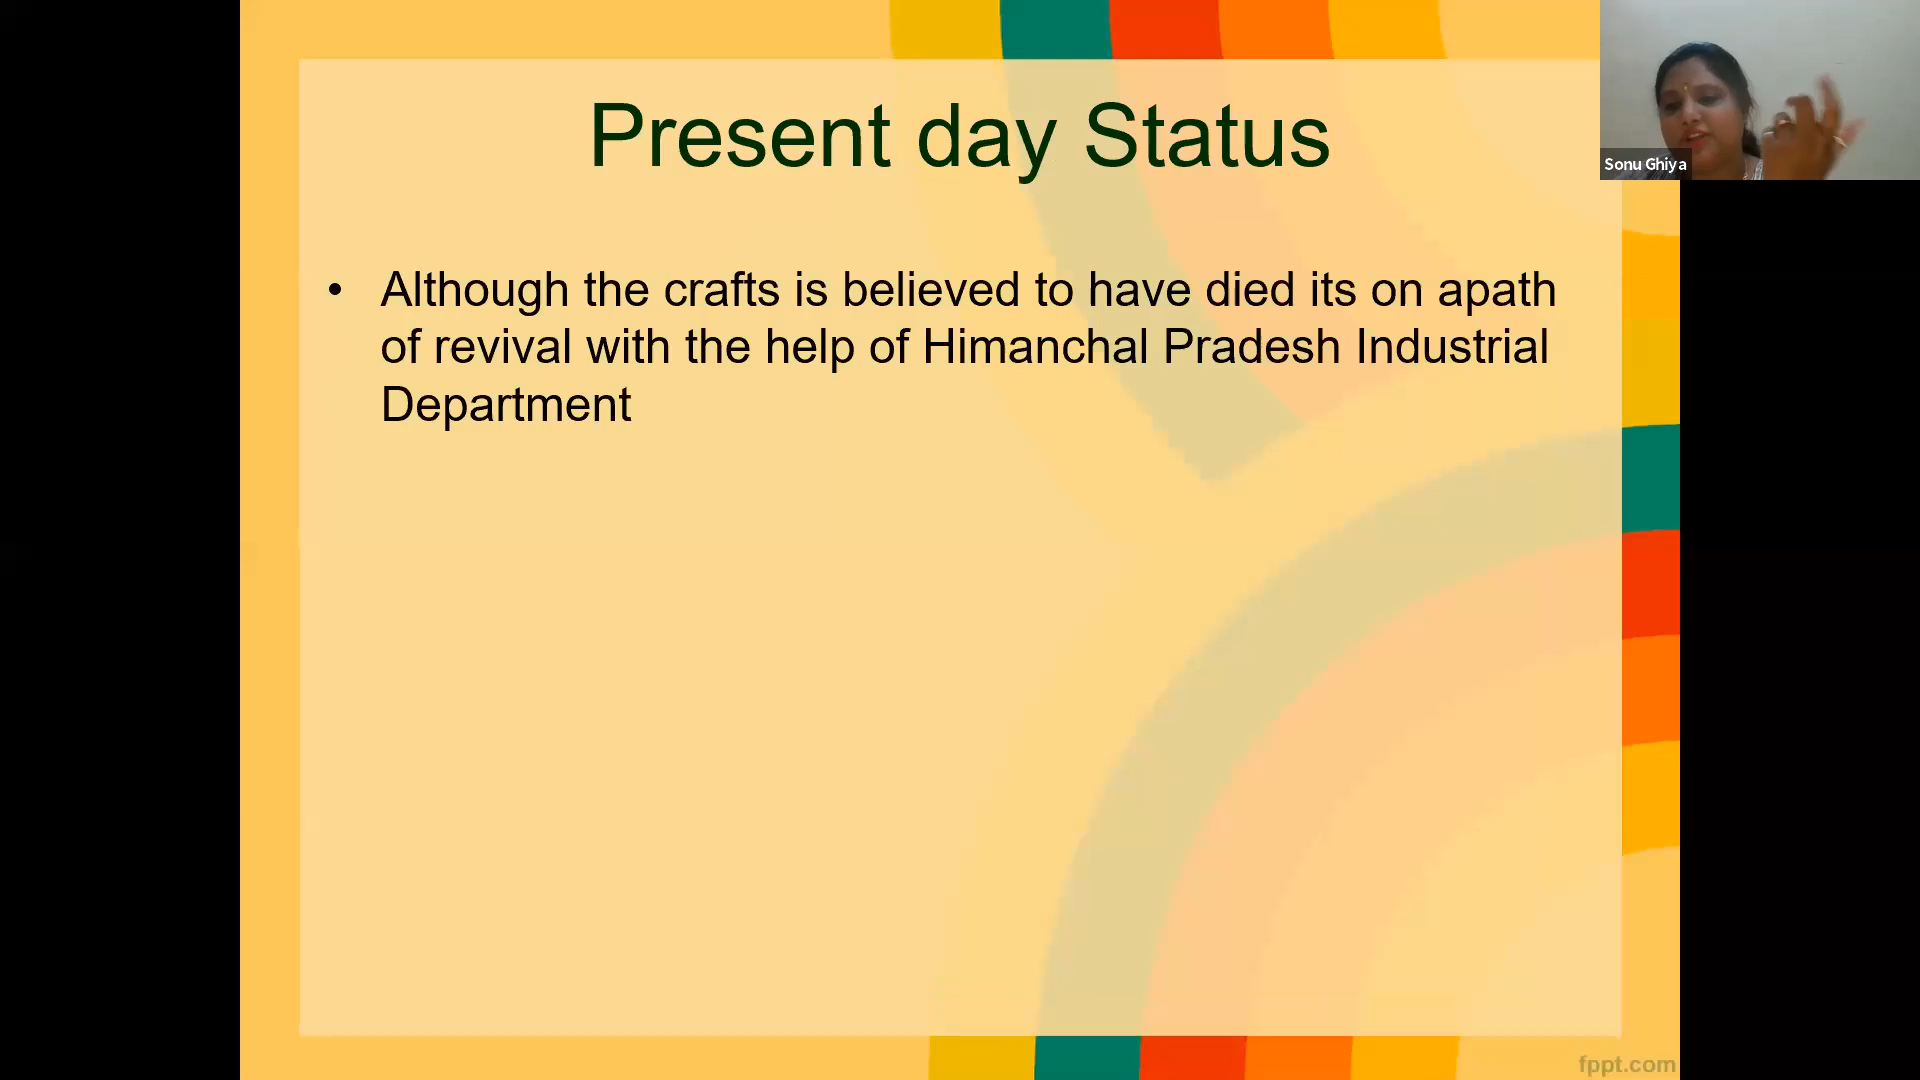 Present day Status
Sonu Ghiya
• Although the crafts is believed to have died its on apath
of revival with the help of Himanchal Pradesh Industrial
Department
fppt.com